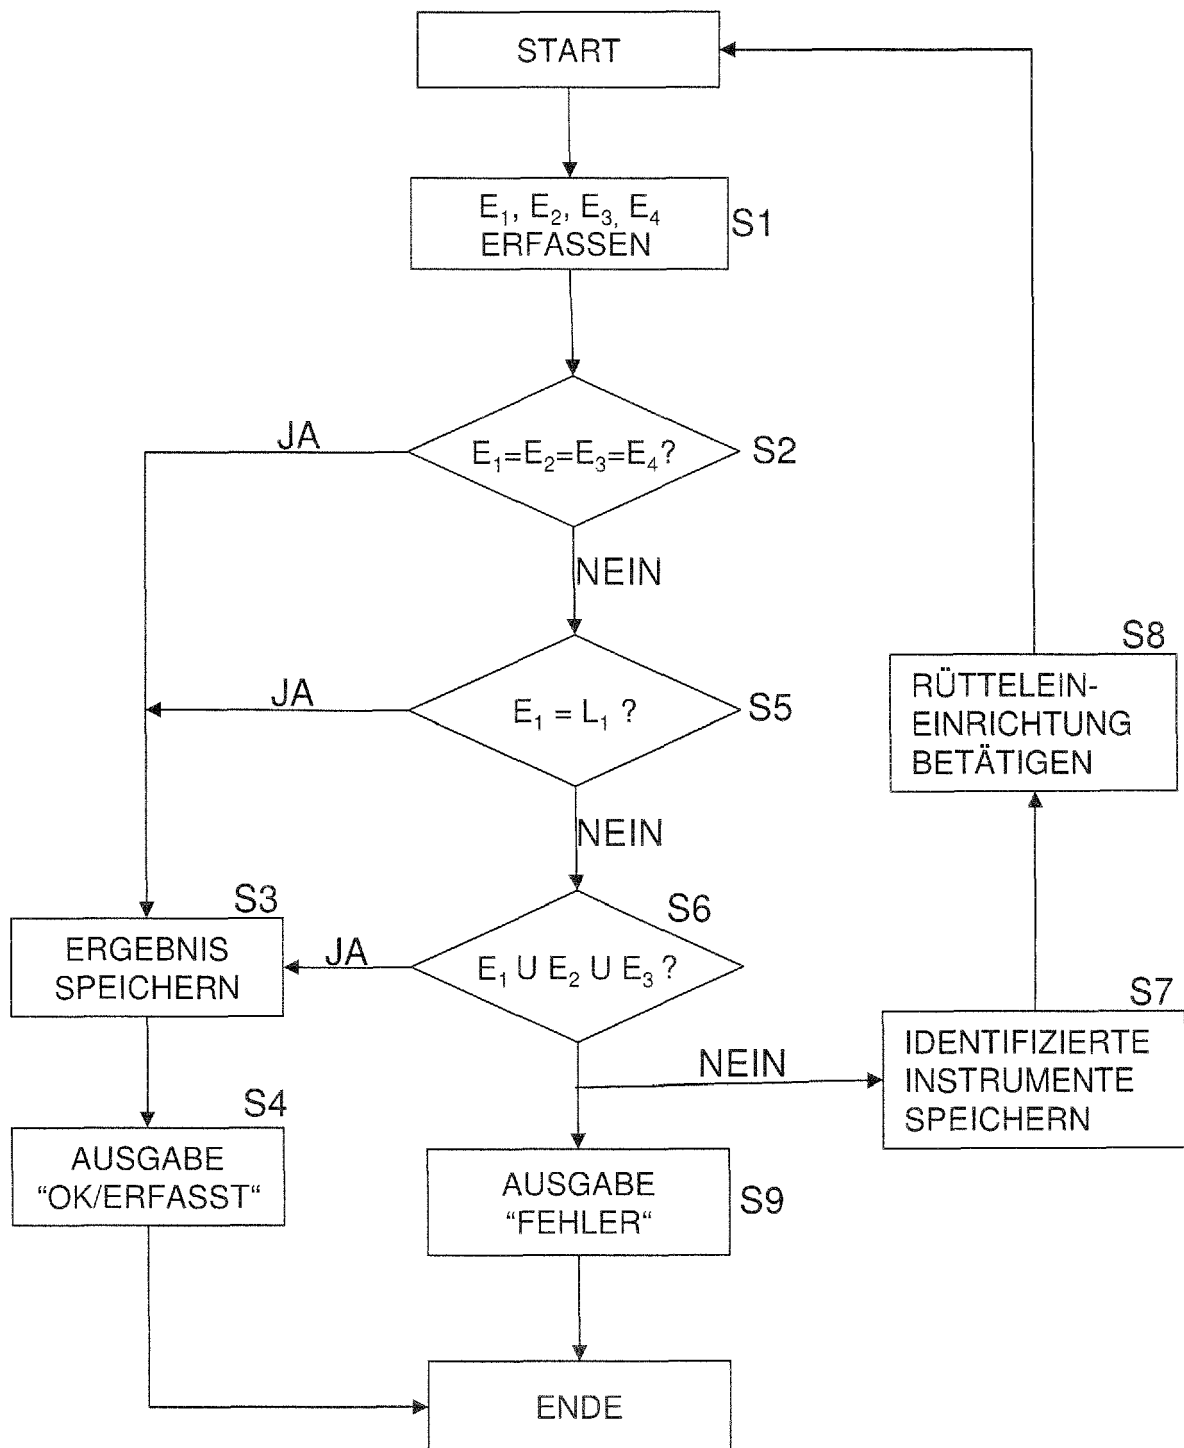 START
E₁, E₂, E₃, E₄
ERFASSEN
S1
E₁=E₂=E₃=E₄?
S2
JA
NEIN
E₁ = L₁ ?
S5
JA
NEIN
E₁ U E₂ U E₃ ?
S6
JA
NEIN
S3
ERGEBNIS
SPEICHERN
S4
AUSGABE
“OK/ERFASST“
S7
IDENTIFIZIERTE
INSTRUMENTE
SPEICHERN
S8
RÜTTELEIN-
EINRICHTUNG
BETÄTIGEN
AUSGABE
“FEHLER“
S9
ENDE